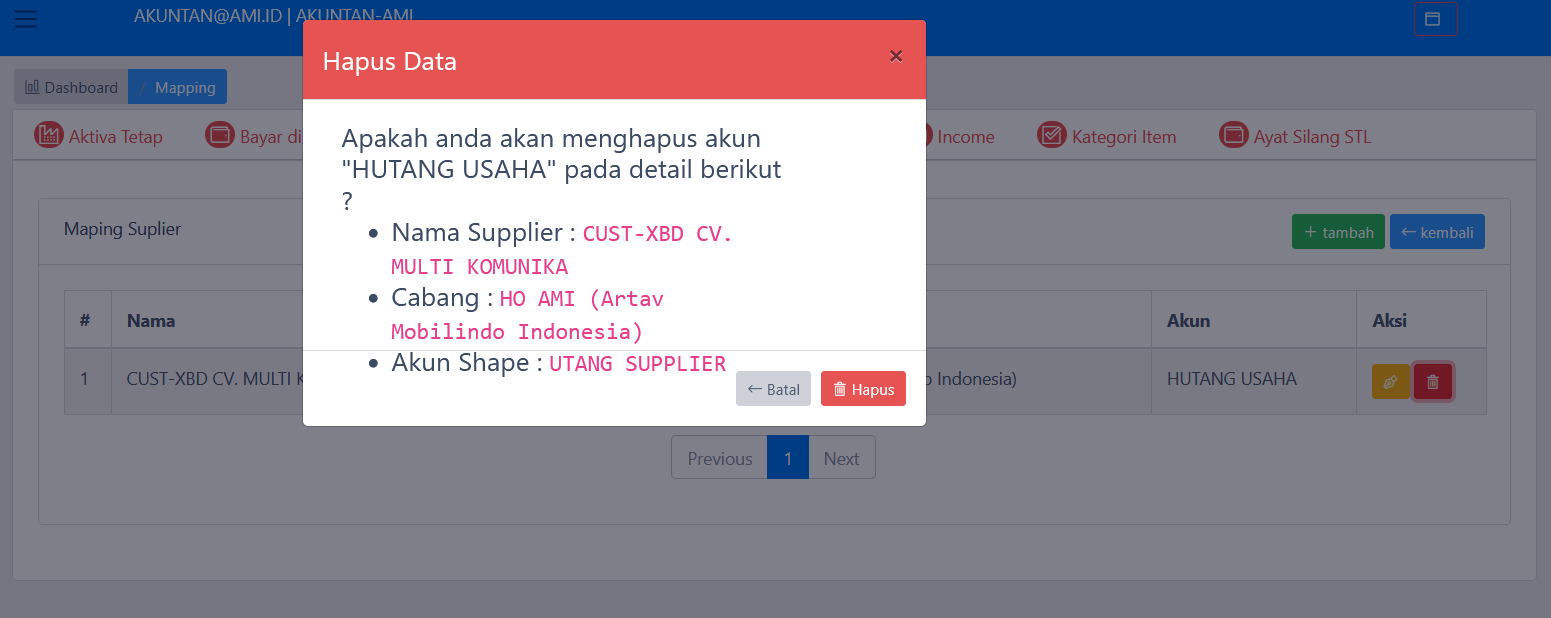 AKUNTAN@AMI.ID | AKUNTAN-AMI
Hapus Data
×
Dashboard / Mapping
Aktiva Tetap
Bayar di
Income
Kategori Item
Ayat Silang STL
Apakah anda akan menghapus akun
"HUTANG USAHA" pada detail berikut
?
• Nama Supplier : CUST-XBD CV.
MULTI KOMUNIKA
• Cabang : HO AMI (Artav
Mobilindo Indonesia)
• Akun Shape : UTANG SUPPLIER
← Batal
Hapus
Maping Suplier
+ tambah
← kembali
# Nama Akun Aksi
1 CUST-XBD CV. MULTI Indonesia) HUTANG USAHA
Previous 1 Next